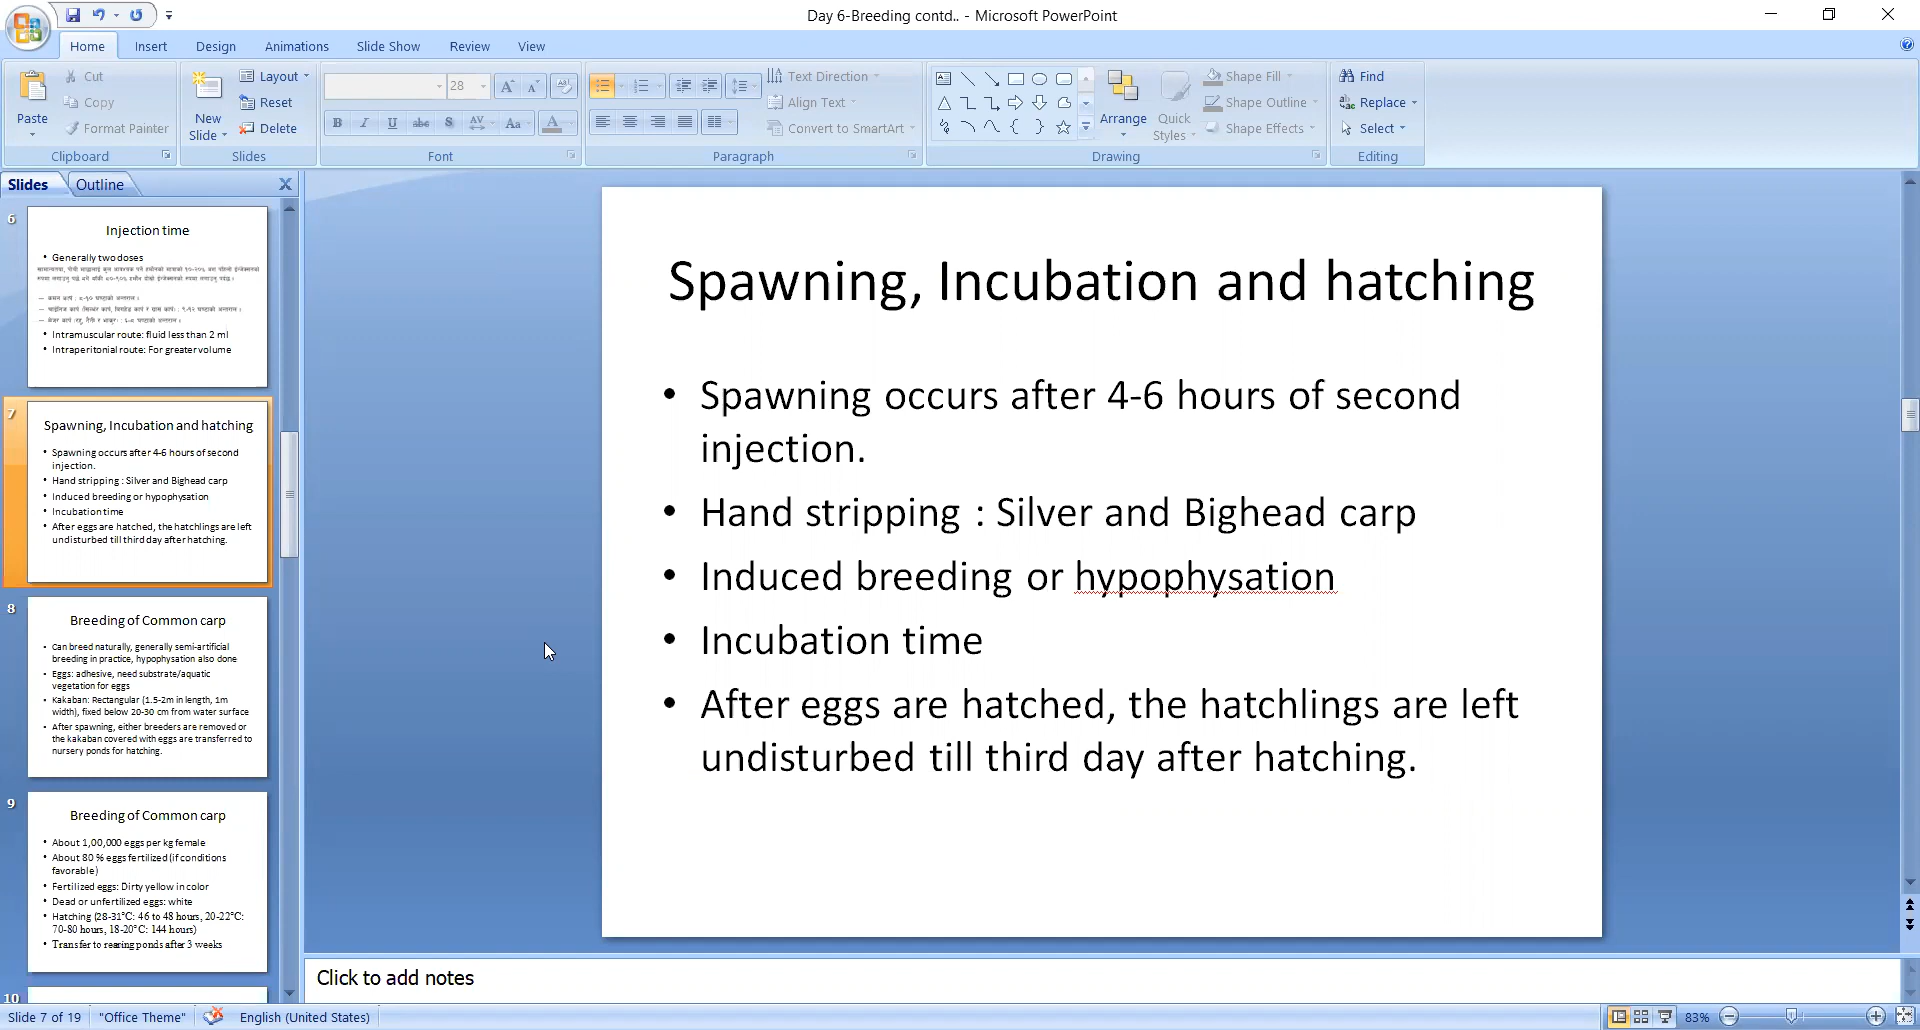 Day 6-Breeding contd.. - Microsoft PowerPoint
Home Insert Design Animations Slide Show Review View
Paste
Cut
Copy
Format Painter
Clipboard
New Slide
Layout
Reset
Delete
Slides
28
Font
Text Direction
Align Text
Convert to SmartArt
Paragraph
Arrange
Quick Styles
Shape Fill
Shape Outline
Shape Effects
Drawing
Find
Replace
Select
Editing
Slides Outline
6
Injection time
• Generally two doses
• Intramuscular route: fluid less than 2 ml
• Intraperitonial route: For greater volume
7
Spawning, Incubation and hatching
• Spawning occurs after 4-6 hours of second
injection.
• Hand stripping : Silver and Bighead carp
• Induced breeding or hypophysation
• Incubation time
• After eggs are hatched, the hatchlings are left
undisturbed till third day after hatching.
8
Breeding of Common carp
• Can breed naturally, generally semi-artificial
breeding in practice, hypophysation also done
• Eggs: adhesive, need substrate/aquatic
vegetation for eggs
• Kakaban: Rectangular (1.5-2m in length, 1m
width), fixed below 20-30 cm from water surface
• After spawning, either breeders are removed or
the kakaban covered with eggs are transferred to
nursery ponds for hatching.
9
Breeding of Common carp
• About 1,00,000 eggs per kg female
• About 80 % eggs fertilized (if conditions
favorable)
• Fertilized eggs: Dirty yellow in color
• Dead or unfertilized eggs: white
• Hatching (28-31°C: 46 to 48 hours, 20-22°C:
70-80 hours, 18-20°C: 144 hours)
• Transfer to rearing ponds after 3 weeks
10
Spawning, Incubation and hatching
• Spawning occurs after 4-6 hours of second
injection.
• Hand stripping : Silver and Bighead carp
• Induced breeding or hypophysation
• Incubation time
• After eggs are hatched, the hatchlings are left
undisturbed till third day after hatching.
Click to add notes
Slide 7 of 19 "Office Theme" English (United States) 83%